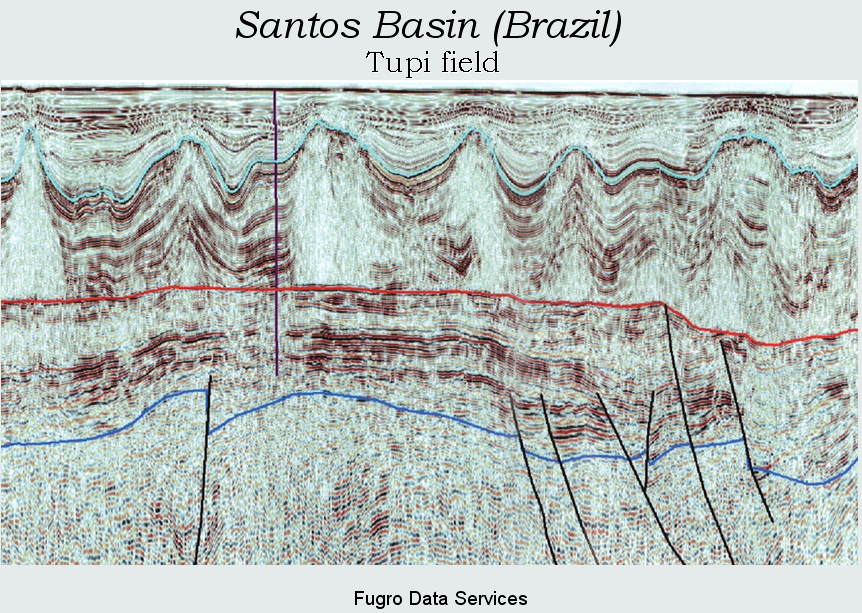 Santos Basin (Brazil)
Tupi field
Fugro Data Services